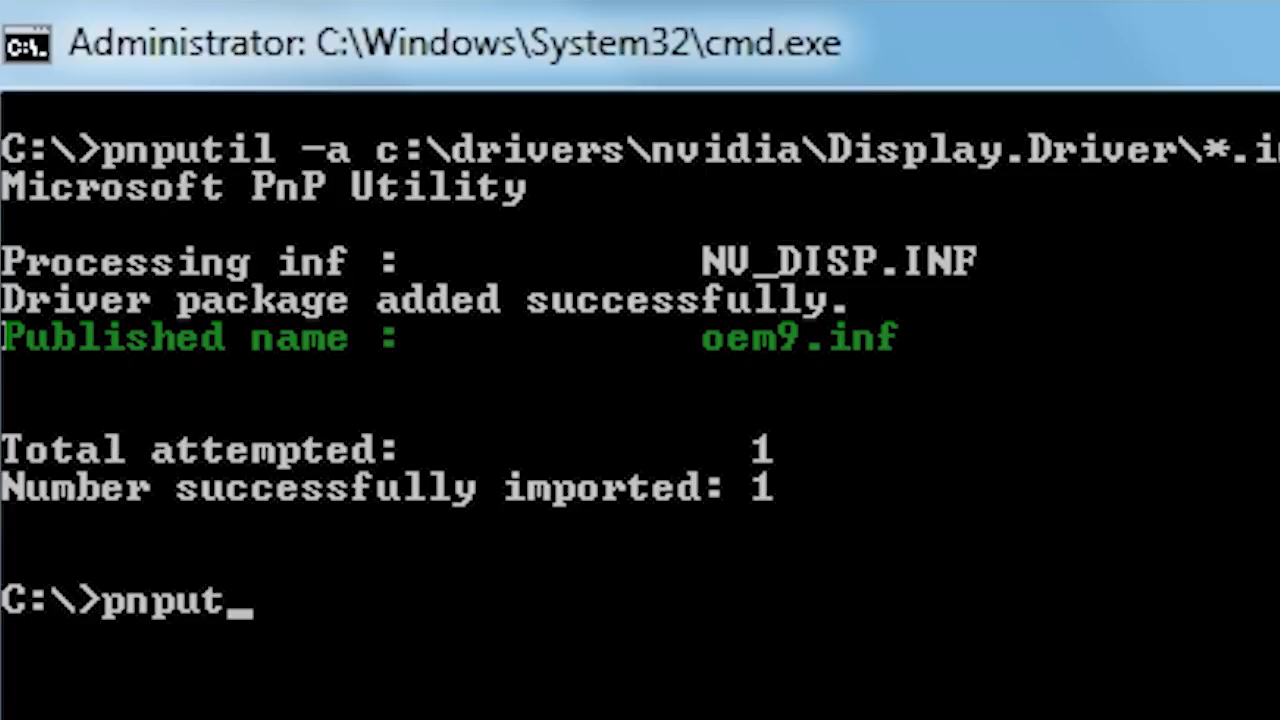 C:\. Administrator: C:\Windows\System32\cmd.exe
C:\>pnputil -a c:\drivers\nvidia\Display.Driver\*.in
Microsoft PnP Utility
Processing inf :            NV_DISP.INF
Driver package added successfully.
Published name :            oem9.inf
Total attempted:              1
Number successfully imported: 1
C:\>pnput_